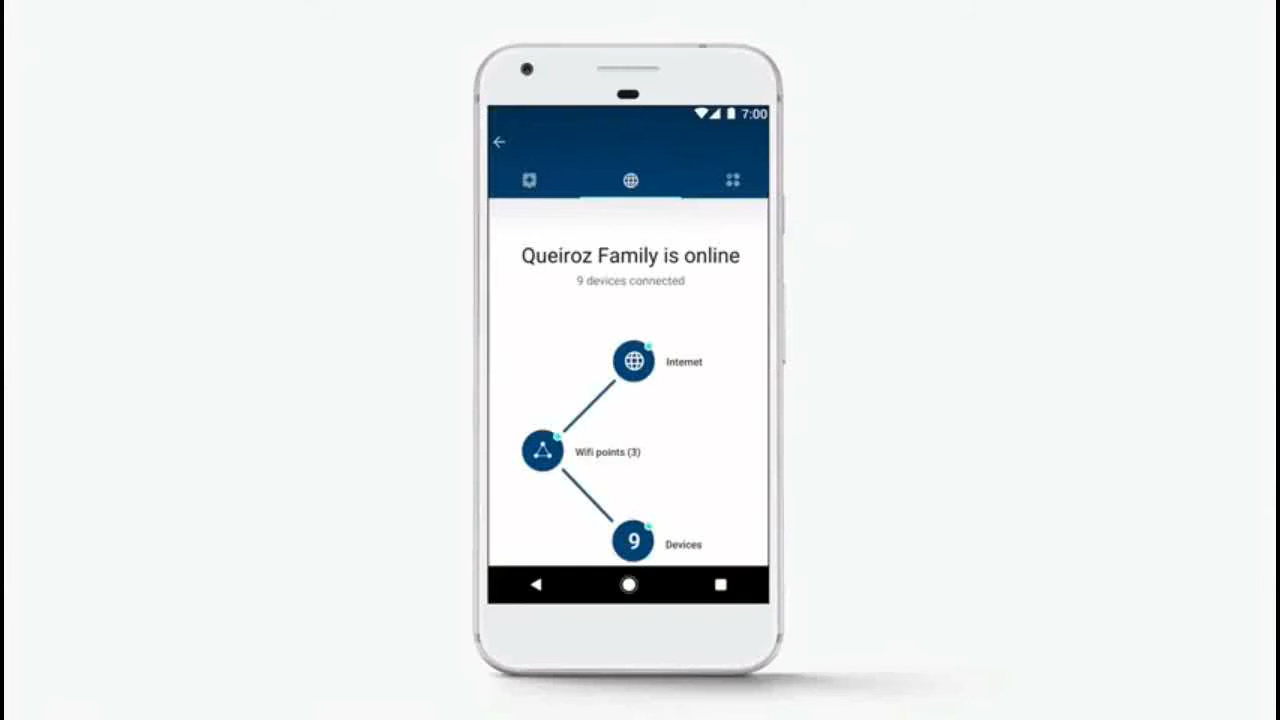 7:00
Queiroz Family is online
9 devices connected
Internet
Wifi points (3)
9
Devices